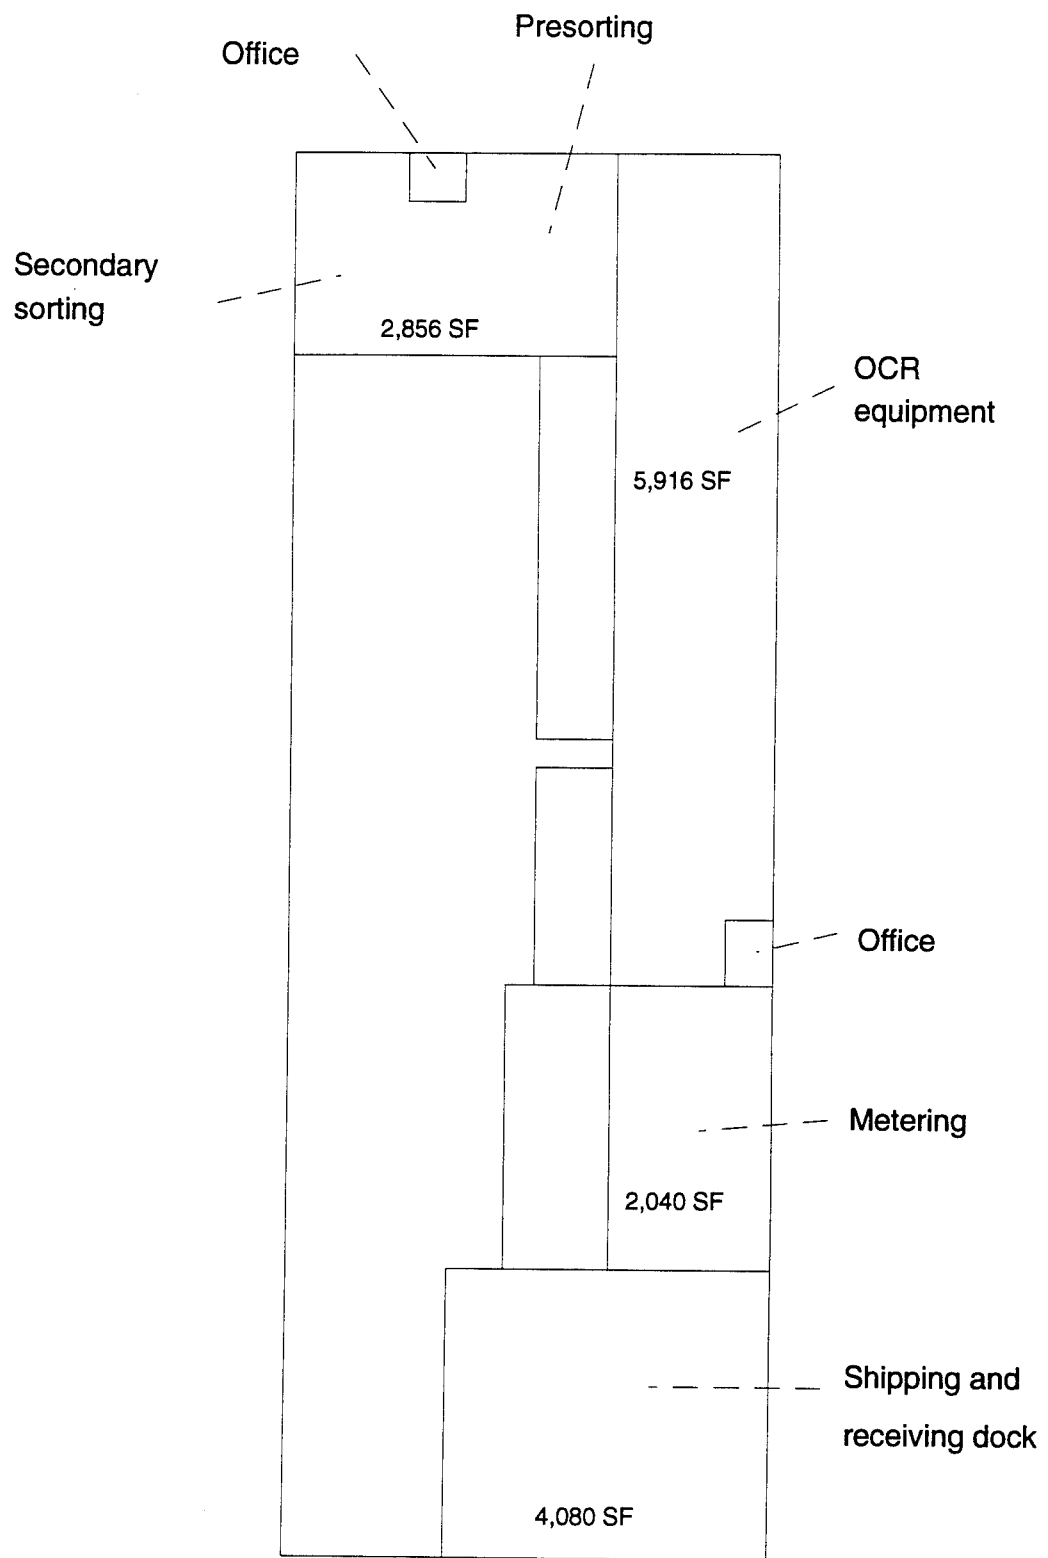 Presorting
Office
Secondary
sorting
2,856 SF
OCR
equipment
5,916 SF
Office
Metering
2,040 SF
Shipping and
receiving dock
4,080 SF